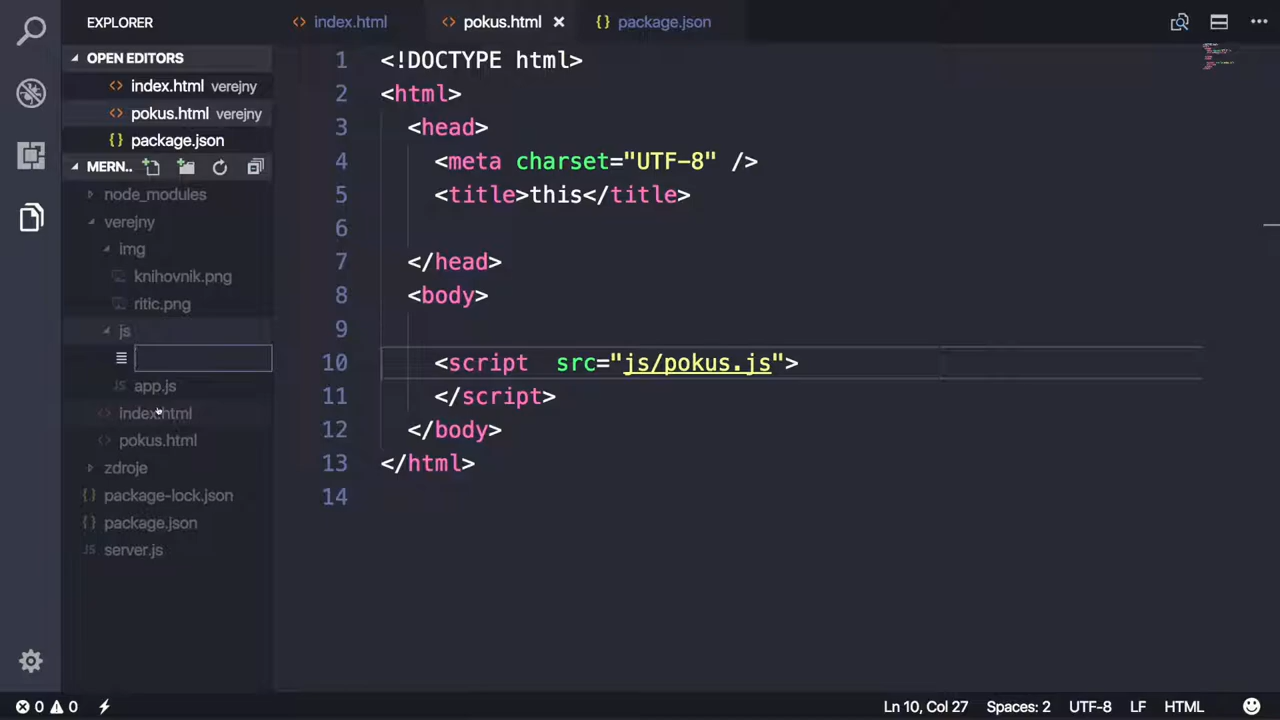 EXPLORER
OPEN EDITORS
index.html verejny
pokus.html verejny
{} package.json
MERN..
node_modules
verejny
img
knihovnik.png
ritic.png
js
JS app.js
index.html
pokus.html
zdroje
{} package-lock.json
{} package.json
JS server.js
<> index.html <> pokus.html × {} package.json
1 <!DOCTYPE html>
2 <html>
3 <head>
4 <meta charset="UTF-8" />
5 <title>this</title>
6
7 </head>
8 <body>
9
10 <script  src="js/pokus.js">
11 </script>
12 </body>
13 </html>
14
0 0 Ln 10, Col 27 Spaces: 2 UTF-8 LF HTML